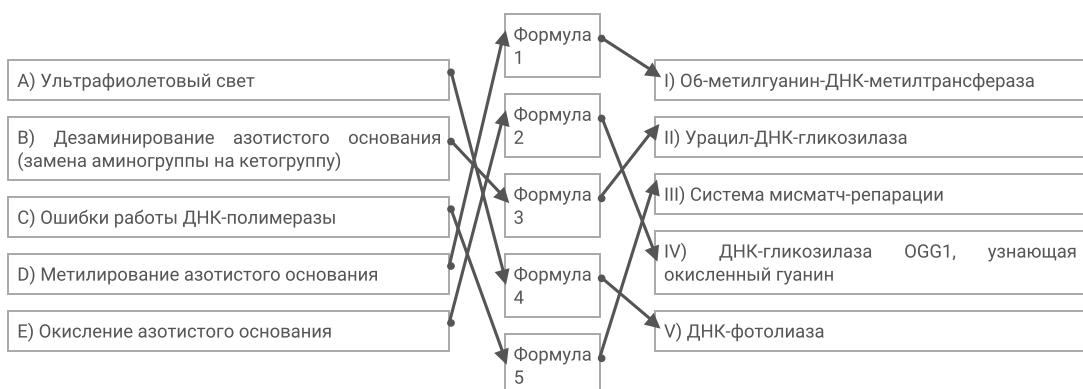 A) Ультрафиолетовый свет
B) Дезаминирование азотистого основания
(замена аминогруппы на кетогруппу)
C) Ошибки работы ДНК-полимеразы
D) Метилирование азотистого основания
E) Окисление азотистого основания
Формула
1
Формула
2
Формула
3
Формула
4
Формула
5
I) О6-метилгуанин-ДНК-метилтрансфераза
II) Урацил-ДНК-гликозилаза
III) Система мисматч-репарации
IV) ДНК-гликозилаза OGG1, узнающая
окисленный гуанин
V) ДНК-фотолиаза